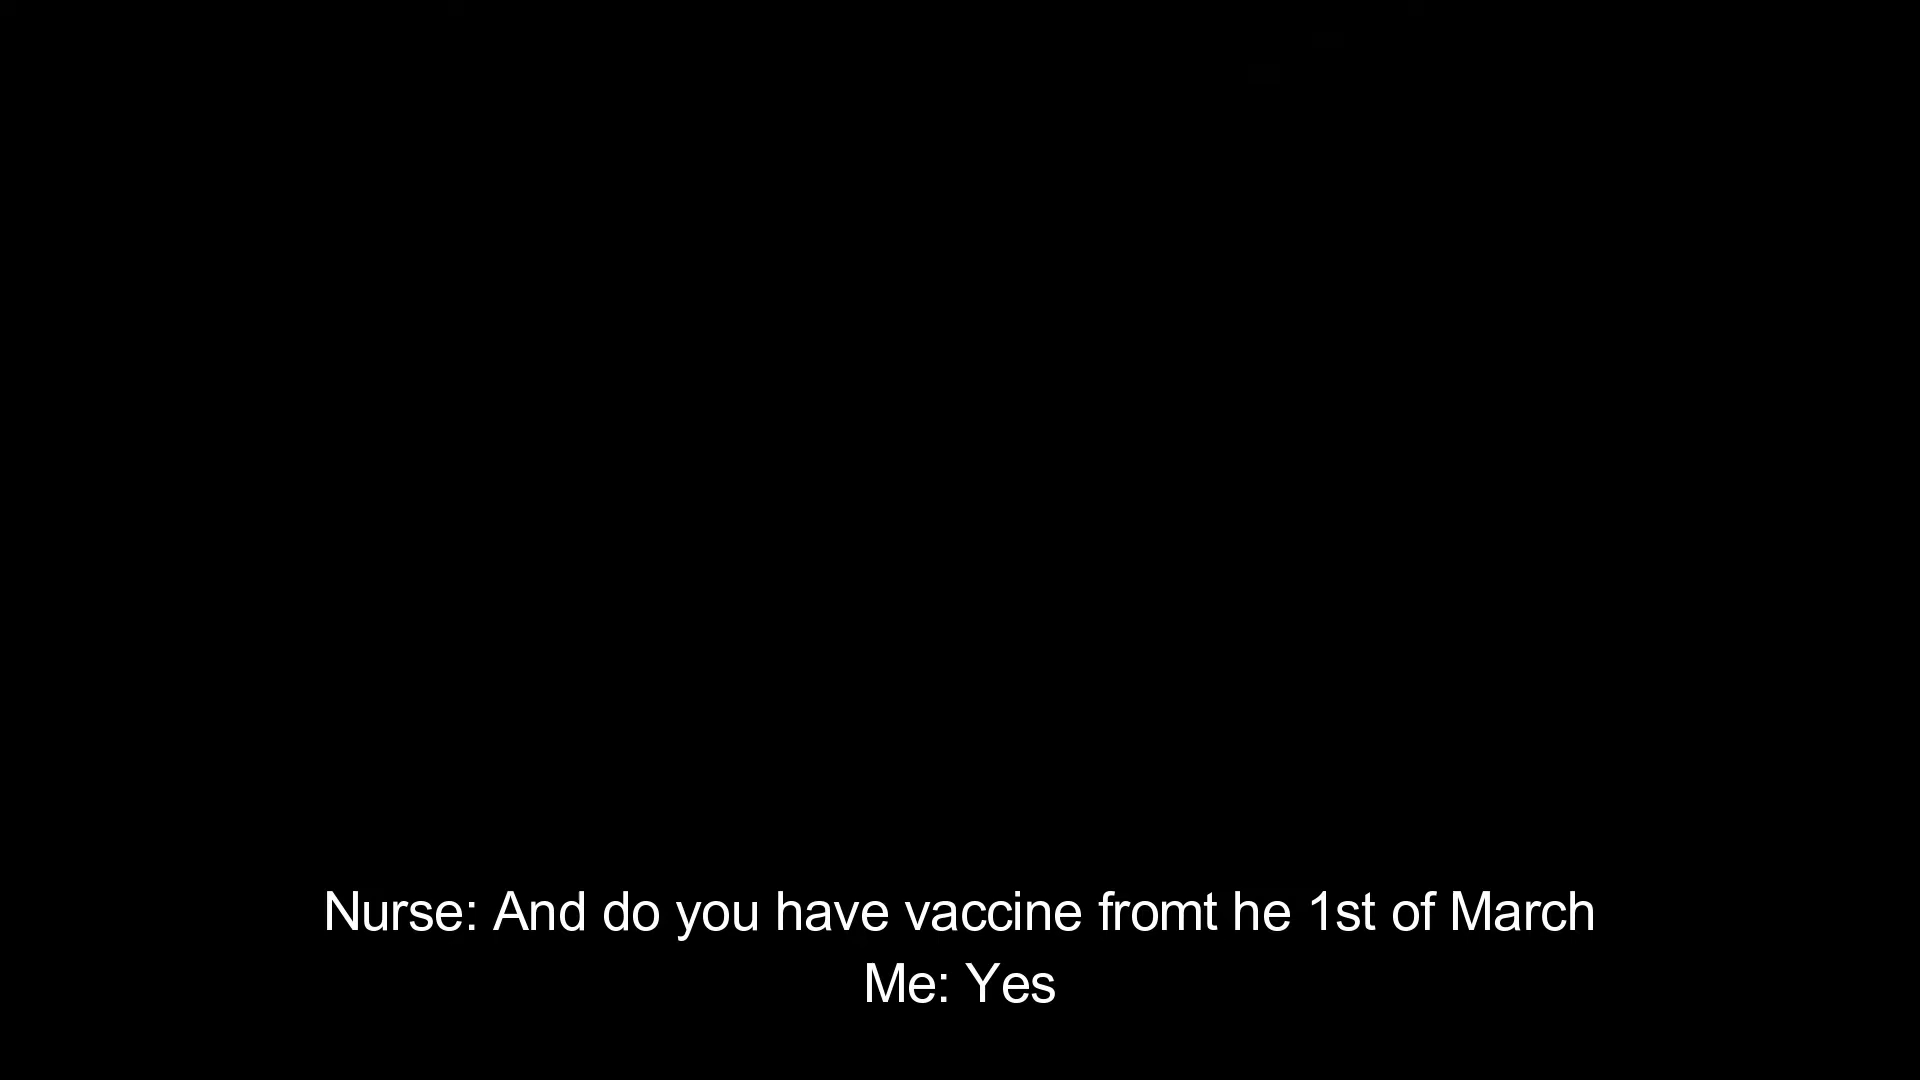 Nurse: And do you have vaccine fromt he 1st of March
Me: Yes